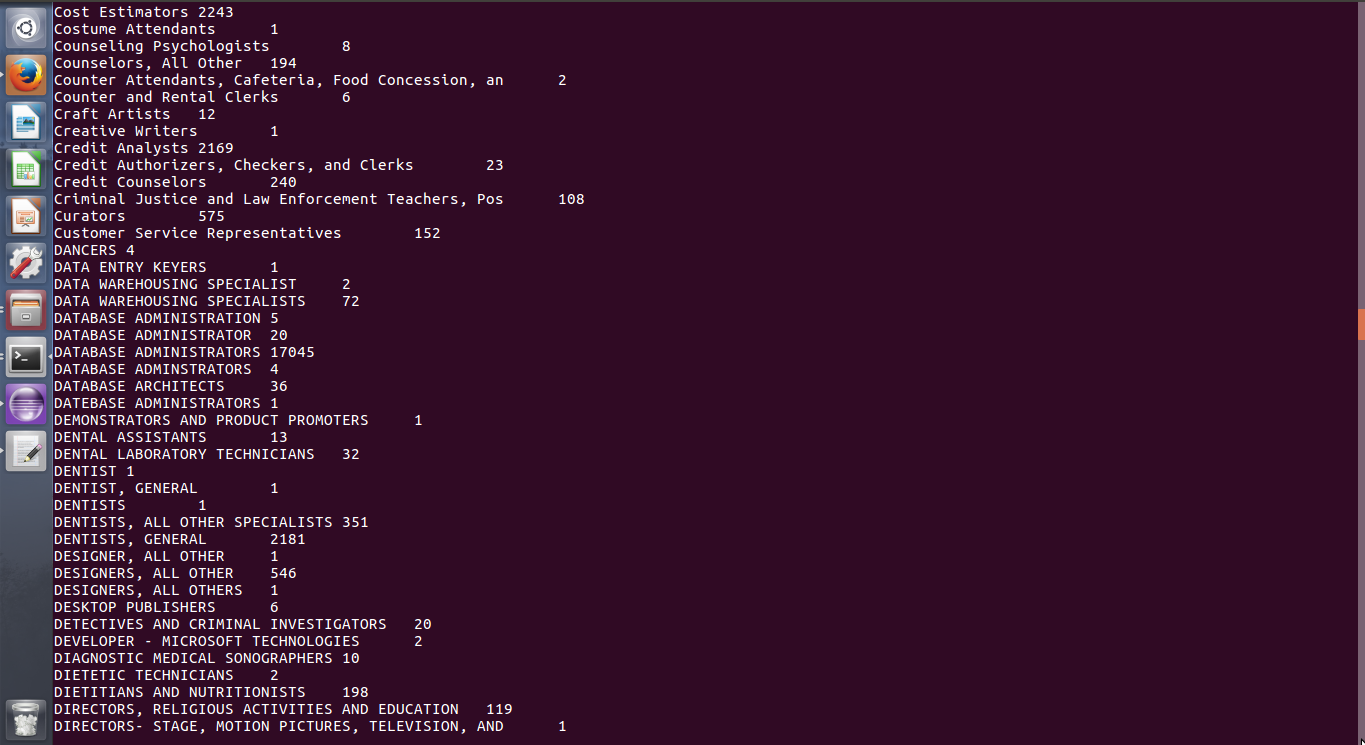 Cost Estimators 2243
Costume Attendants 1
Counseling Psychologists 8
Counselors, All Other 194
Counter Attendants, Cafeteria, Food Concession, an 2
Counter and Rental Clerks 6
Craft Artists 12
Creative Writers 1
Credit Analysts 2169
Credit Authorizers, Checkers, and Clerks 23
Credit Counselors 240
Criminal Justice and Law Enforcement Teachers, Pos 108
Curators 575
Customer Service Representatives 152
DANCERS 4
DATA ENTRY KEYERS 1
DATA WAREHOUSING SPECIALIST 2
DATA WAREHOUSING SPECIALISTS 72
DATABASE ADMINISTRATION 5
DATABASE ADMINISTRATOR 20
DATABASE ADMINISTRATORS 17045
DATABASE ADMINSTRATORS 4
DATABASE ARCHITECTS 36
DATEBASE ADMINISTRATORS 1
DEMONSTRATORS AND PRODUCT PROMOTERS 1
DENTAL ASSISTANTS 13
DENTAL LABORATORY TECHNICIANS 32
DENTIST 1
DENTIST, GENERAL 1
DENTISTS 1
DENTISTS, ALL OTHER SPECIALISTS 351
DENTISTS, GENERAL 2181
DESIGNER, ALL OTHER 1
DESIGNERS, ALL OTHER 546
DESIGNERS, ALL OTHERS 1
DESKTOP PUBLISHERS 6
DETECTIVES AND CRIMINAL INVESTIGATORS 20
DEVELOPER - MICROSOFT TECHNOLOGIES 2
DIAGNOSTIC MEDICAL SONOGRAPHERS 10
DIETETIC TECHNICIANS 2
DIETITIANS AND NUTRITIONISTS 198
DIRECTORS, RELIGIOUS ACTIVITIES AND EDUCATION 119
DIRECTORS- STAGE, MOTION PICTURES, TELEVISION, AND 1